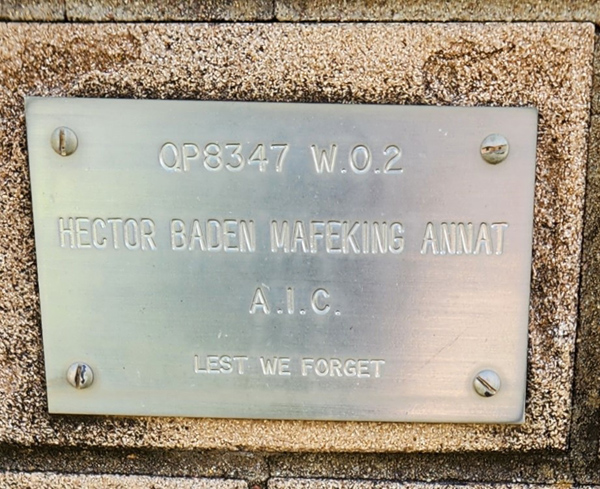 QP8347 W.O.2
HECTOR BADEN MAFEKING ANNAT
A.I.C.
LEST WE FORGET